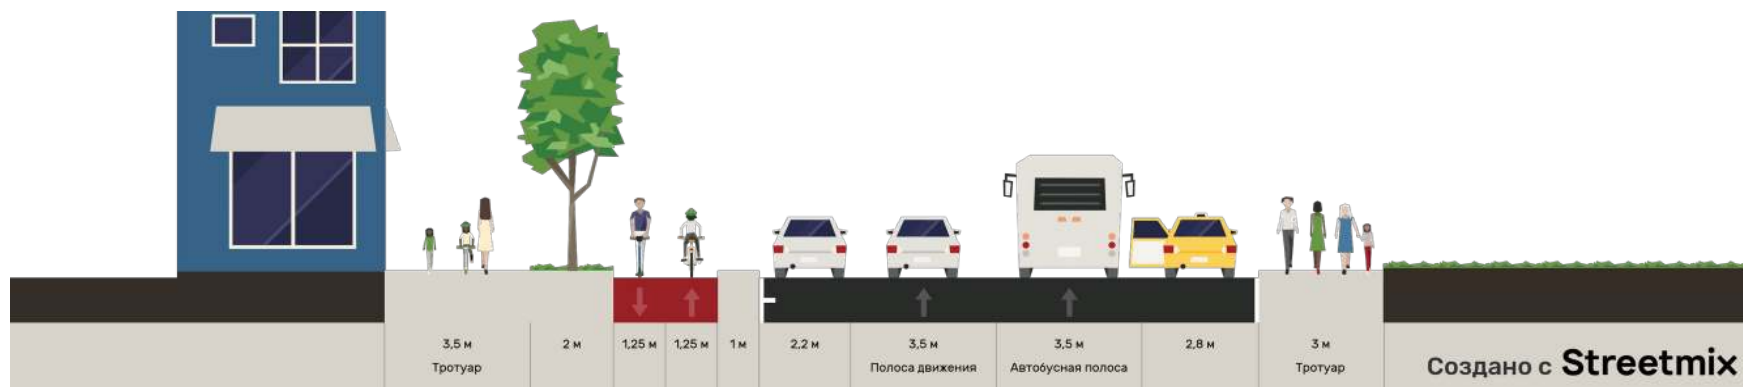 3,5 м
Тротуар
2 м
1,25 м
1,25 м
1 м
2,2 м
3,5 м
Полоса движения
3,5 м
Автобусная полоса
2,8 м
3 м
Тротуар
Создано с Streetmix